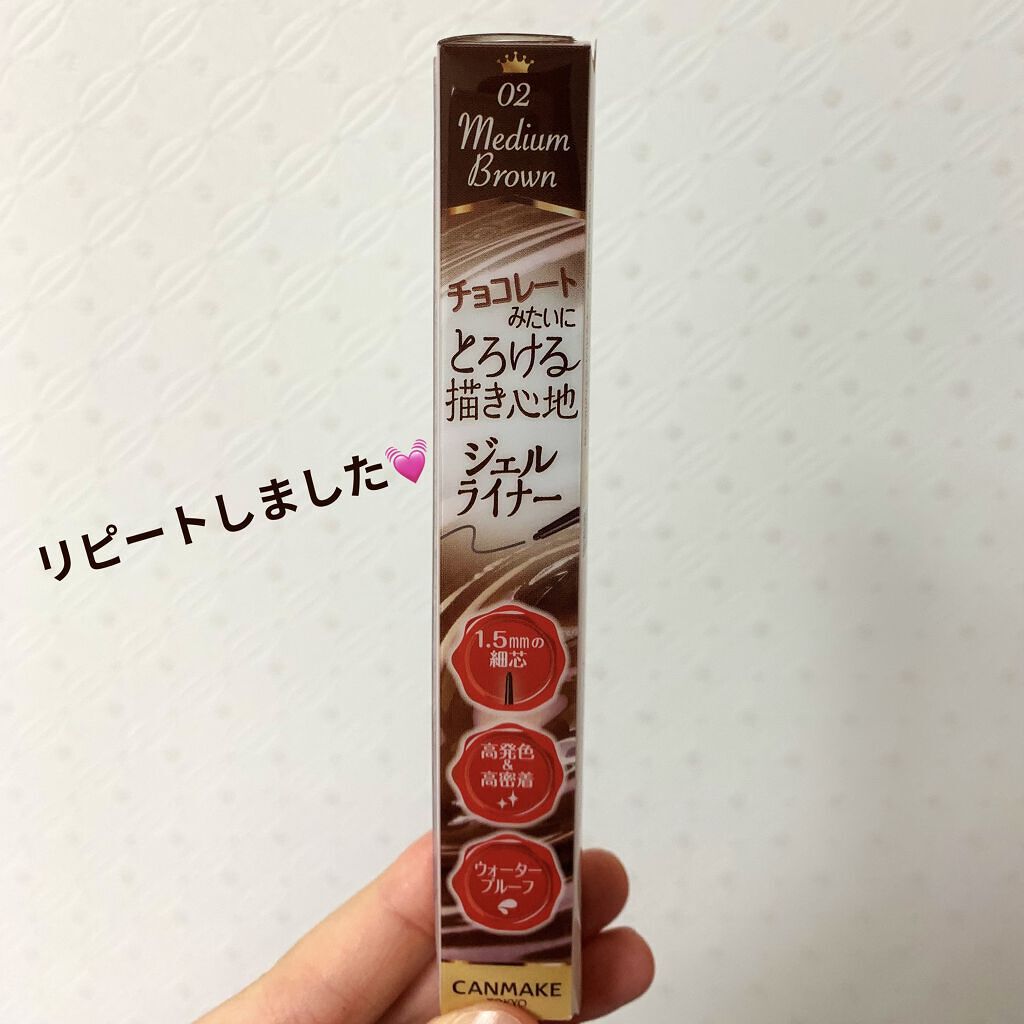 02
Medium
Brown
チョコレート
みたいに
とろける
描き心地
ジェル
ライナー
リピートしました💓
1.5mmの
細芯
高発色
&
高密着
ウォーター
プルーフ
CANMAKE
TOKYO